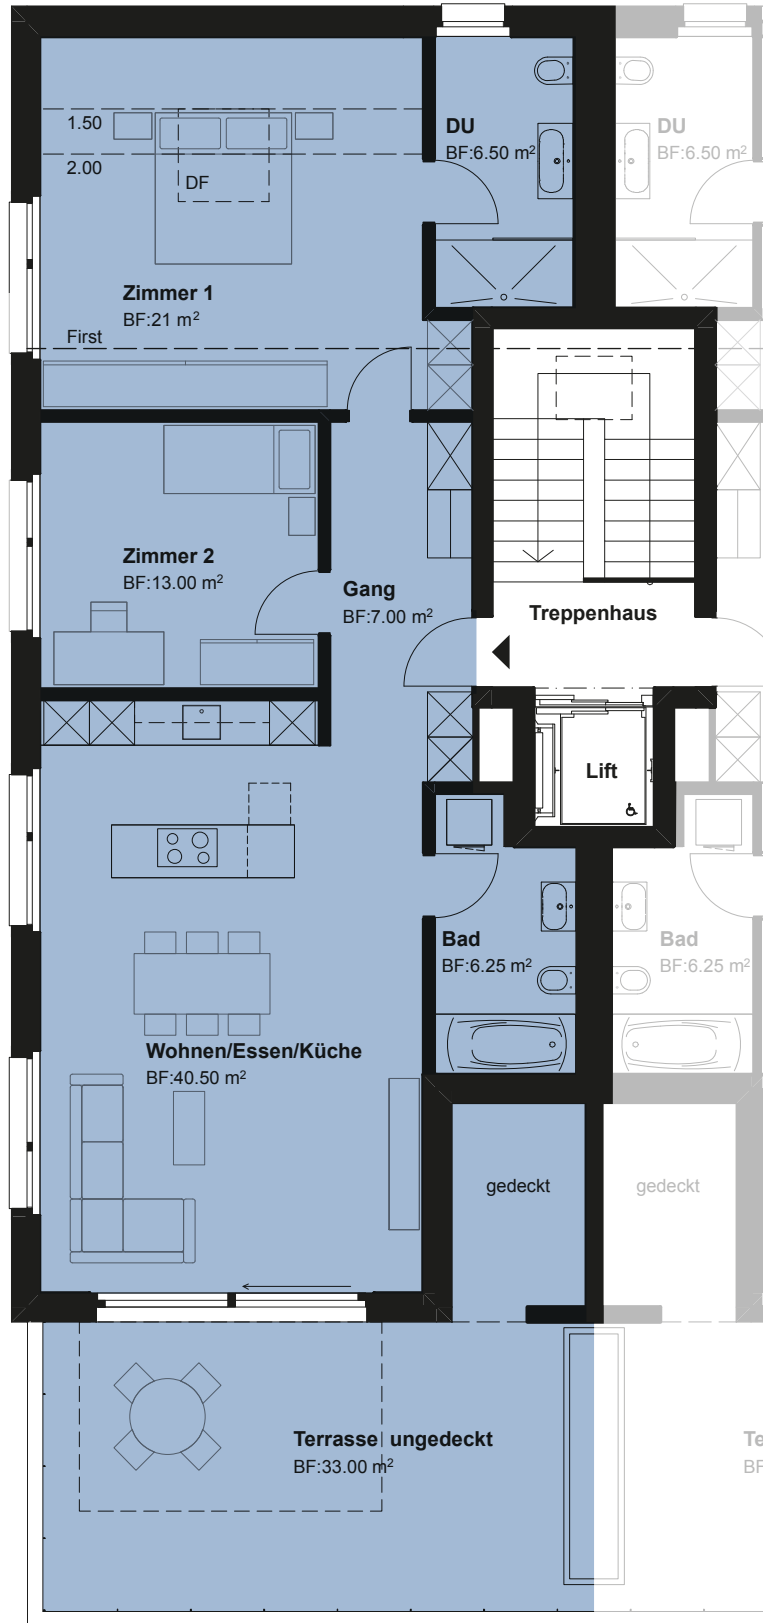 1.50
2.00
DF
DU
BF:6.50 m²
DU
BF:6.50 m²
Zimmer 1
BF:21 m²
First
Zimmer 2
BF:13.00 m²
Gang
BF:7.00 m²
Treppenhaus
Lift
Bad
BF:6.25 m²
Bad
BF:6.25 m²
Wohnen/Essen/Küche
BF:40.50 m²
gedeckt
gedeckt
Terrasse ungedeckt
BF:33.00 m²
Te
BF